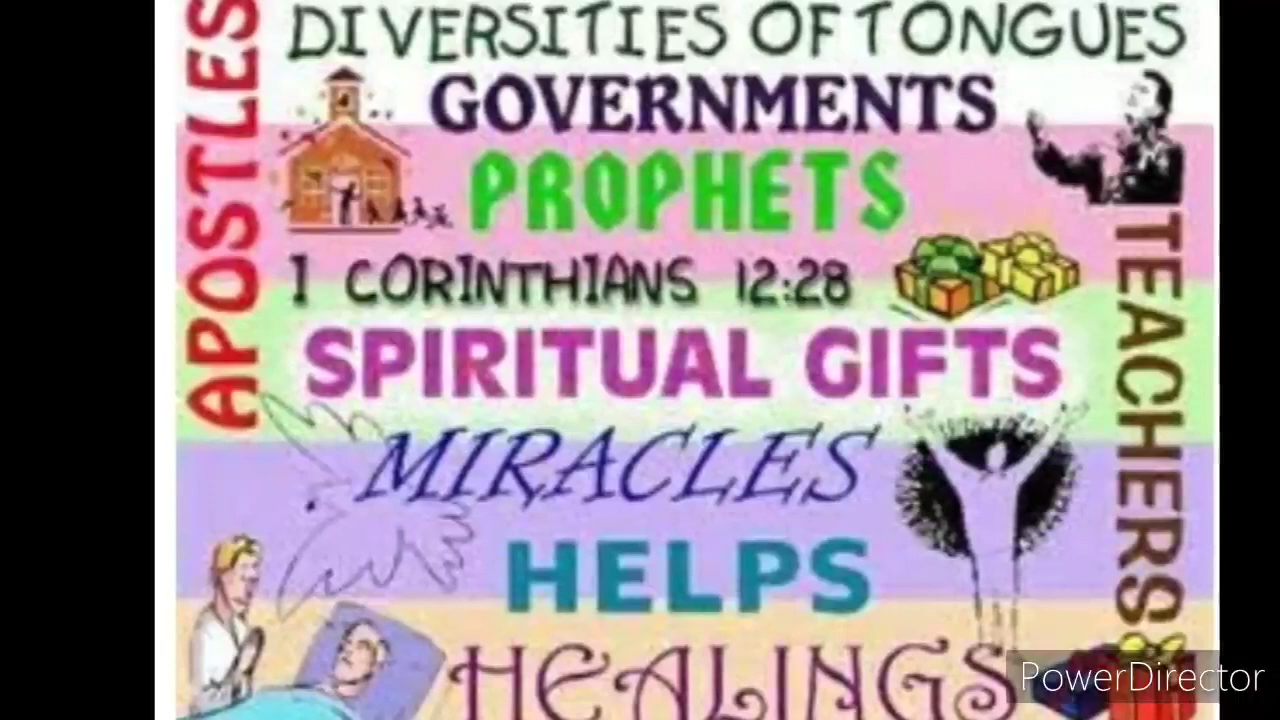 DIVERSITIES OF TONGUES
APOSTLES
GOVERNMENTS
PROPHETS
1 CORINTHIANS 12:28
TEACHERS
SPIRITUAL GIFTS
MIRACLES
HELPS
HEALINGS
PowerDirector